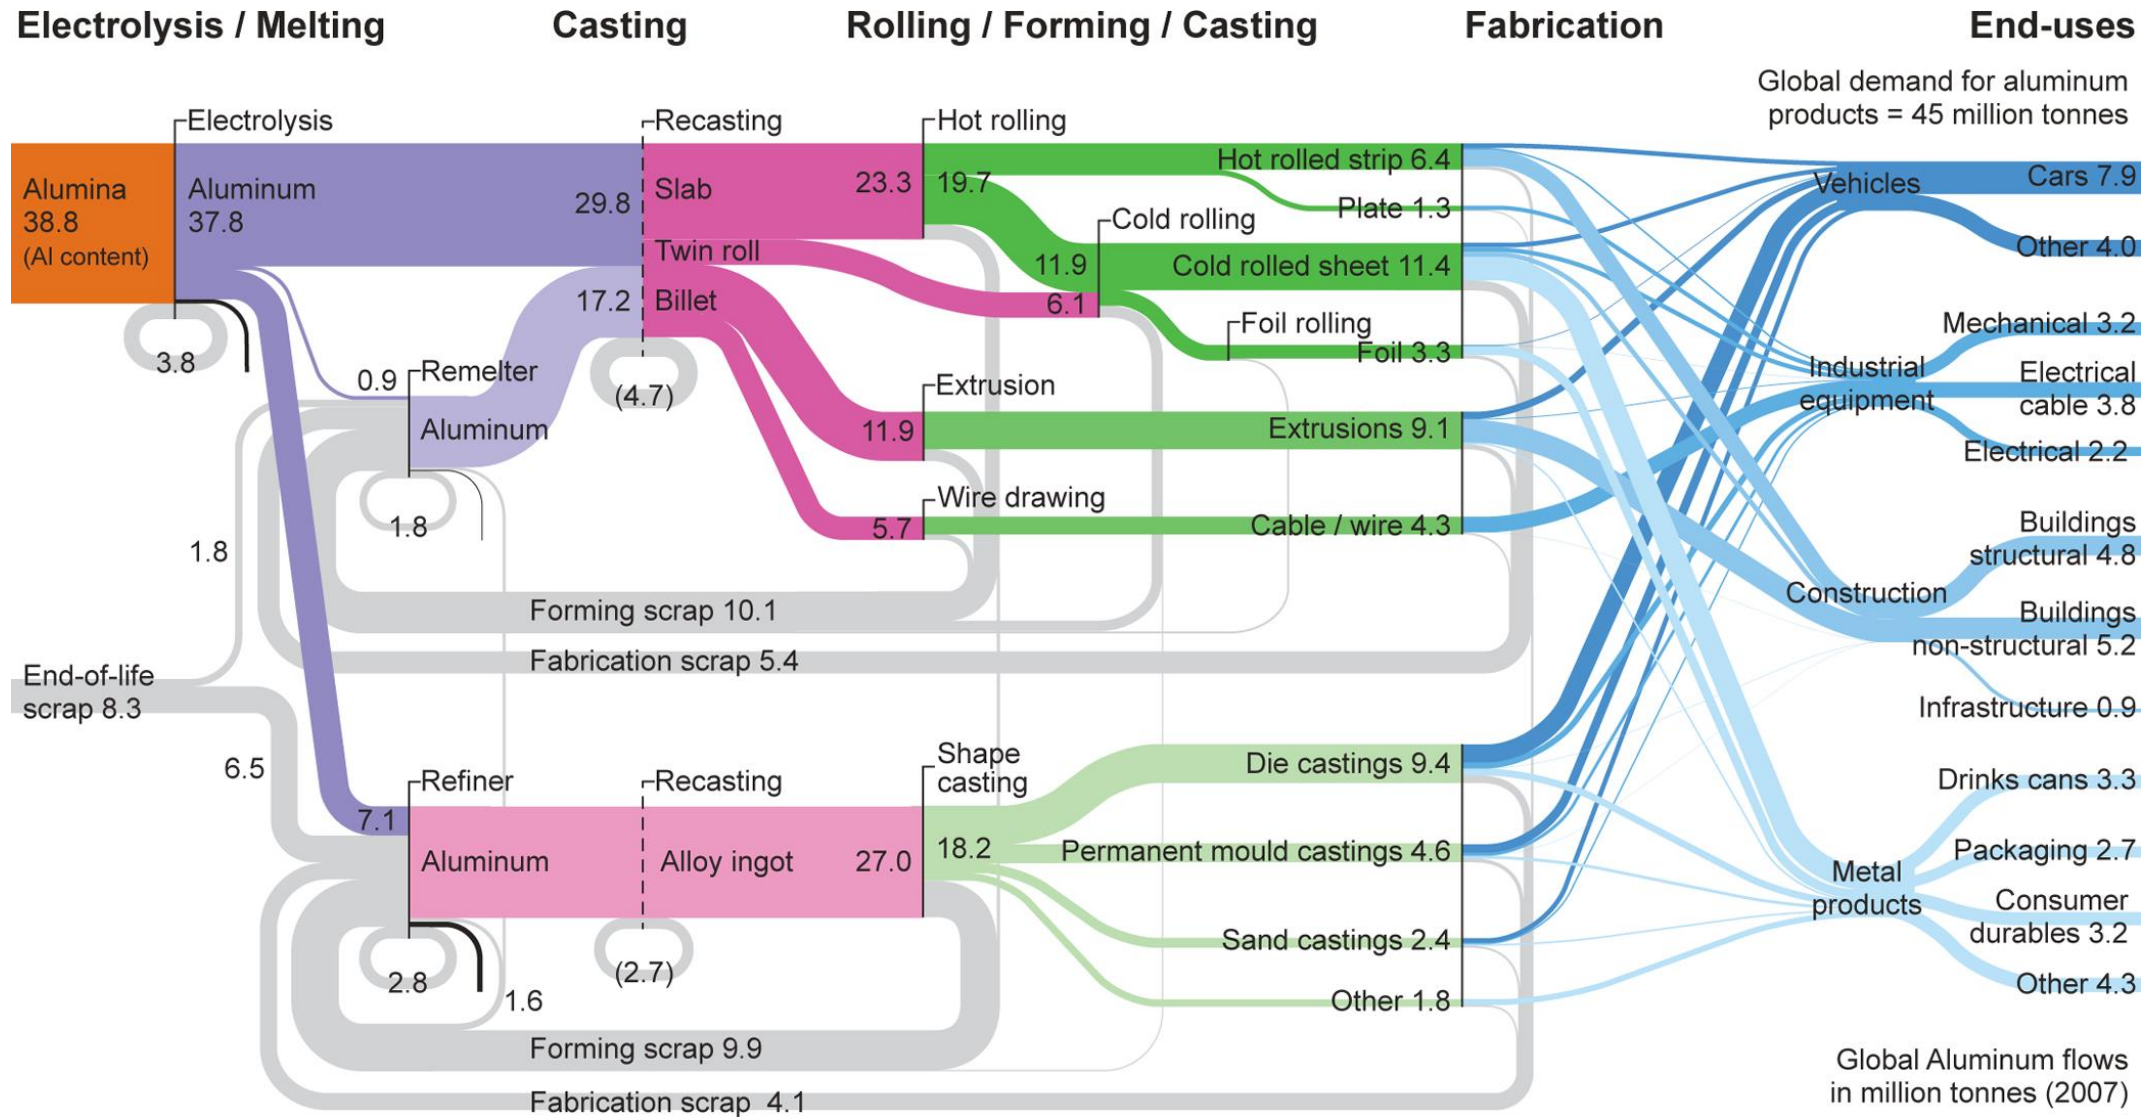 Electrolysis / Melting
Casting
Rolling / Forming / Casting
Fabrication
End-uses
Global demand for aluminum
products = 45 million tonnes
Electrolysis
Recasting
Hot rolling
Alumina
38.8
(Al content)
Aluminum
37.8
29.8
Slab
23.3
19.7
Hot rolled strip 6.4
Plate 1.3
Vehicles
Cars 7.9
Other 4.0
Cold rolling
Twin roll
11.9
Cold rolled sheet 11.4
17.2
Billet
6.1
Foil rolling
Foil 3.3
Mechanical 3.2
Industrial
equipment
Electrical
cable 3.8
Electrical 2.2
3.8
0.9
Remelter
Aluminum
(4.7)
Extrusion
11.9
Extrusions 9.1
Wire drawing
5.7
Cable / wire 4.3
1.8
1.8
Buildings
structural 4.8
Construction
Buildings
non-structural 5.2
Infrastructure 0.9
Forming scrap 10.1
Fabrication scrap 5.4
End-of-life
scrap 8.3
6.5
7.1
Refiner
Recasting
Shape
casting
Aluminum
Alloy ingot
27.0
18.2
Die castings 9.4
Permanent mould castings 4.6
Sand castings 2.4
Other 1.8
Drinks cans 3.3
Packaging 2.7
Metal
products
Consumer
durables 3.2
Other 4.3
2.8
1.6
(2.7)
Forming scrap 9.9
Fabrication scrap 4.1
Global Aluminum flows
in million tonnes (2007)